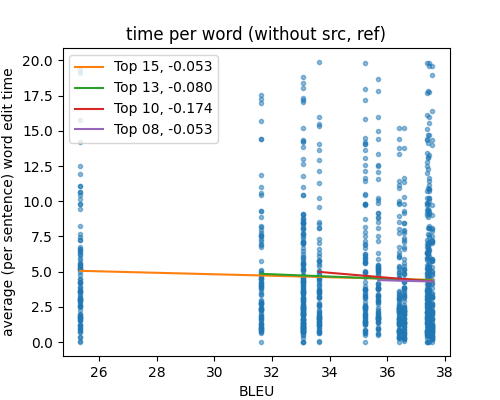 time per word (without src, ref)
average (per sentence) word edit time
20.0
17.5
15.0
12.5
10.0
7.5
5.0
2.5
0.0
Top 15, -0.053
Top 13, -0.080
Top 10, -0.174
Top 08, -0.053
26 28 30 32 34 36 38
BLEU